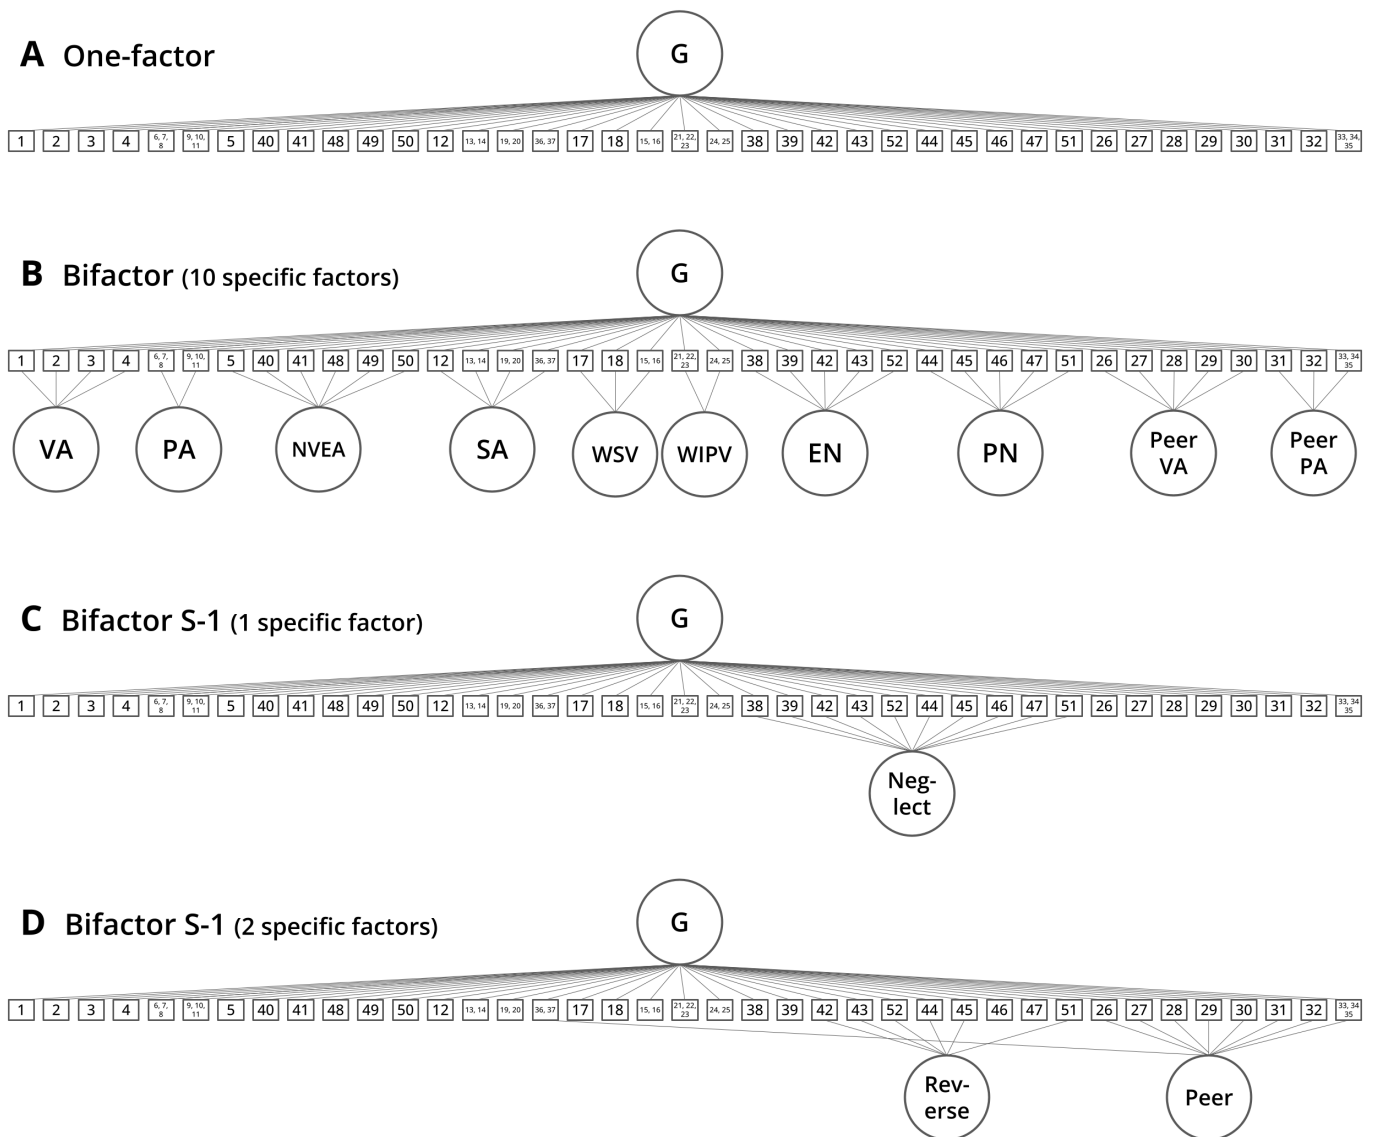 A One-factor
G
1 2 3 4 6, 7, 8 9, 10, 11 5 40 41 48 49 50 12 13, 14 19, 20 36, 37 17 18 15, 16 21, 22, 23 24, 25 38 39 42 43 52 44 45 46 47 51 26 27 28 29 30 31 32 33, 34, 35
B Bifactor (10 specific factors)
G
1 2 3 4 6, 7, 8 9, 10, 11 5 40 41 48 49 50 12 13, 14 19, 20 36, 37 17 18 15, 16 21, 22, 23 24, 25 38 39 42 43 52 44 45 46 47 51 26 27 28 29 30 31 32 33, 34 35
VA PA NVEA SA WSV WIPV EN PN Peer VA Peer PA
C Bifactor S-1 (1 specific factor)
G
1 2 3 4 6, 7, 8 9, 10, 11 5 40 41 48 49 50 12 13, 14 19, 20 36, 37 17 18 15, 16 21, 22, 23 24, 25 38 39 42 43 52 44 45 46 47 51 26 27 28 29 30 31 32 33, 34 35
Neg-
lect
D Bifactor S-1 (2 specific factors)
G
1 2 3 4 6, 7, 8 9, 10, 11 5 40 41 48 49 50 12 13, 14 19, 20 36, 37 17 18 15, 16 21, 22, 23 24, 25 38 39 42 43 52 44 45 46 47 51 26 27 28 29 30 31 32 33, 34 35
Rev-
erse
Peer